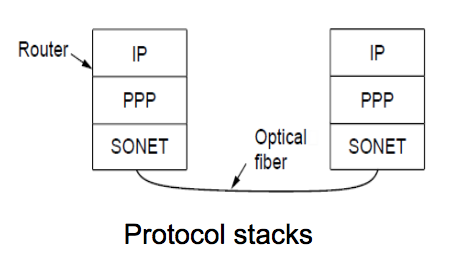 Router
IP
PPP
SONET
Optical
fiber
IP
PPP
SONET
Protocol stacks